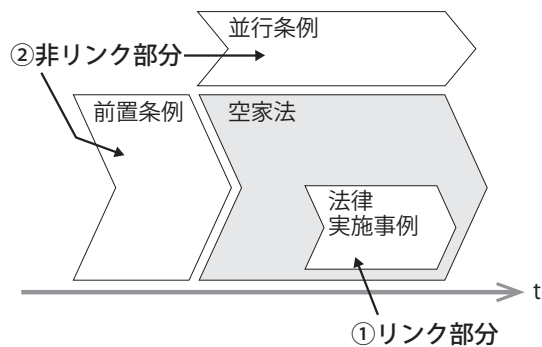 並行条例
②非リンク部分
前置条例
空家法
法律
実施事例
t
①リンク部分